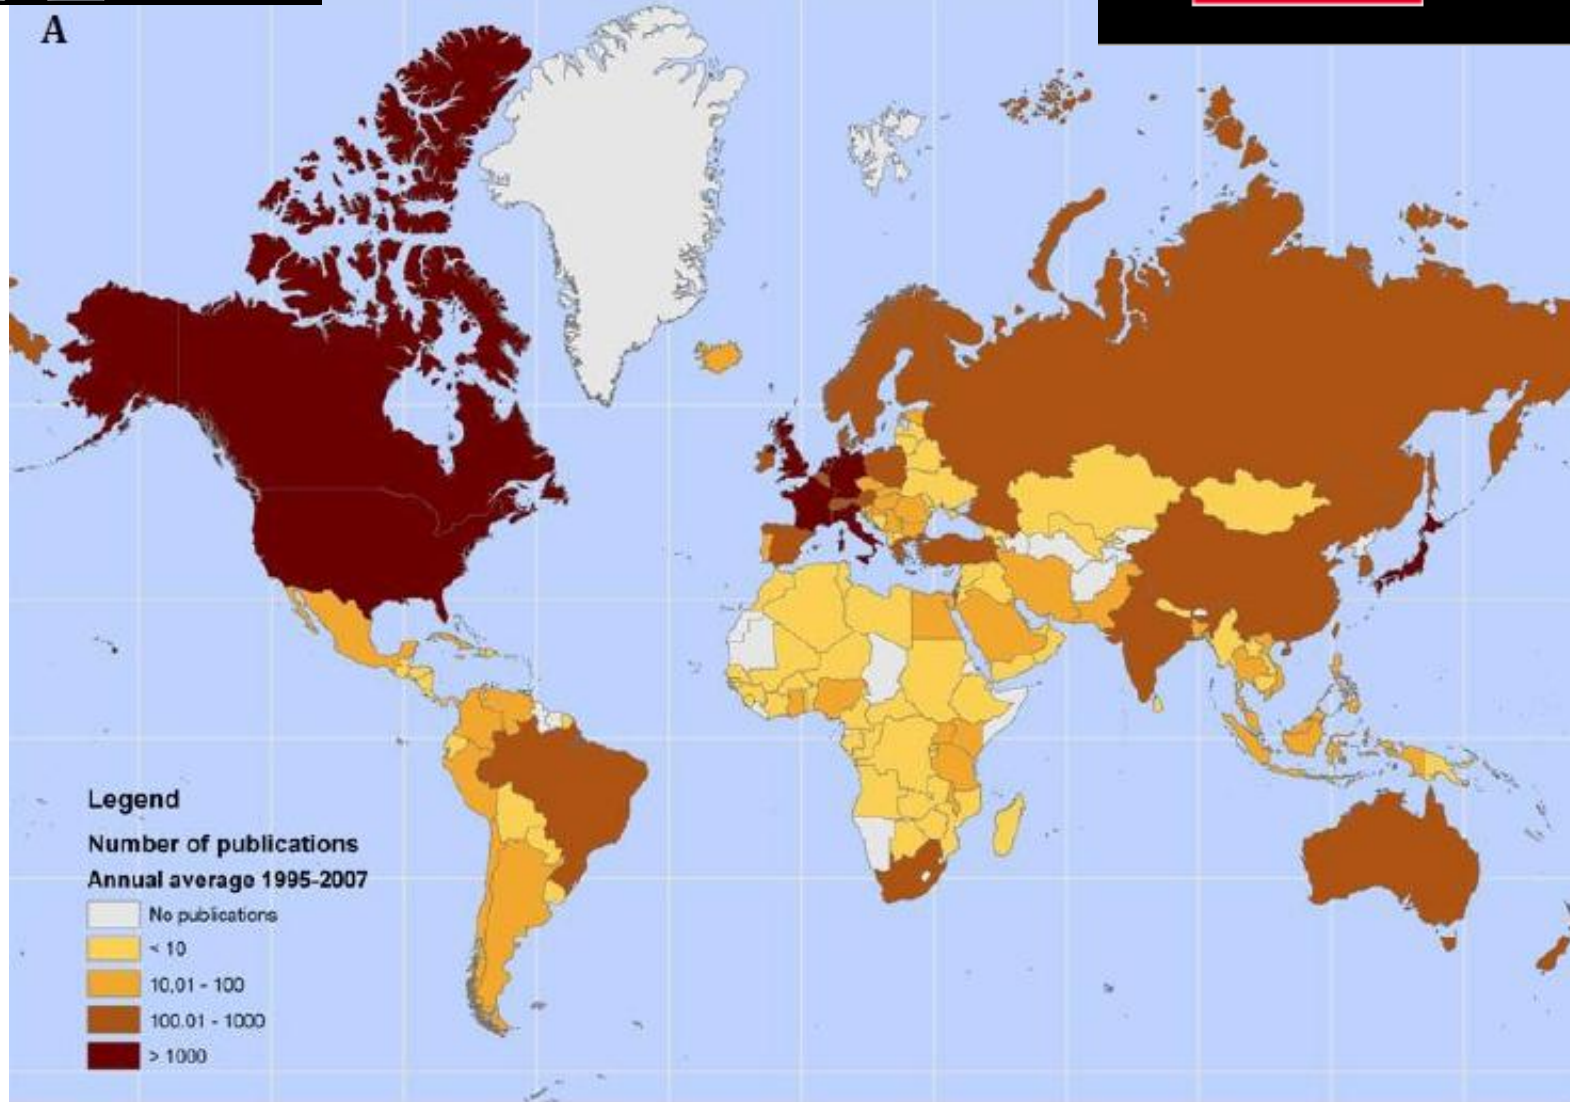 A
Legend
Number of publications
Annual average 1995-2007
No publications
< 10
10,01 - 100
100.01 - 1000
> 1000